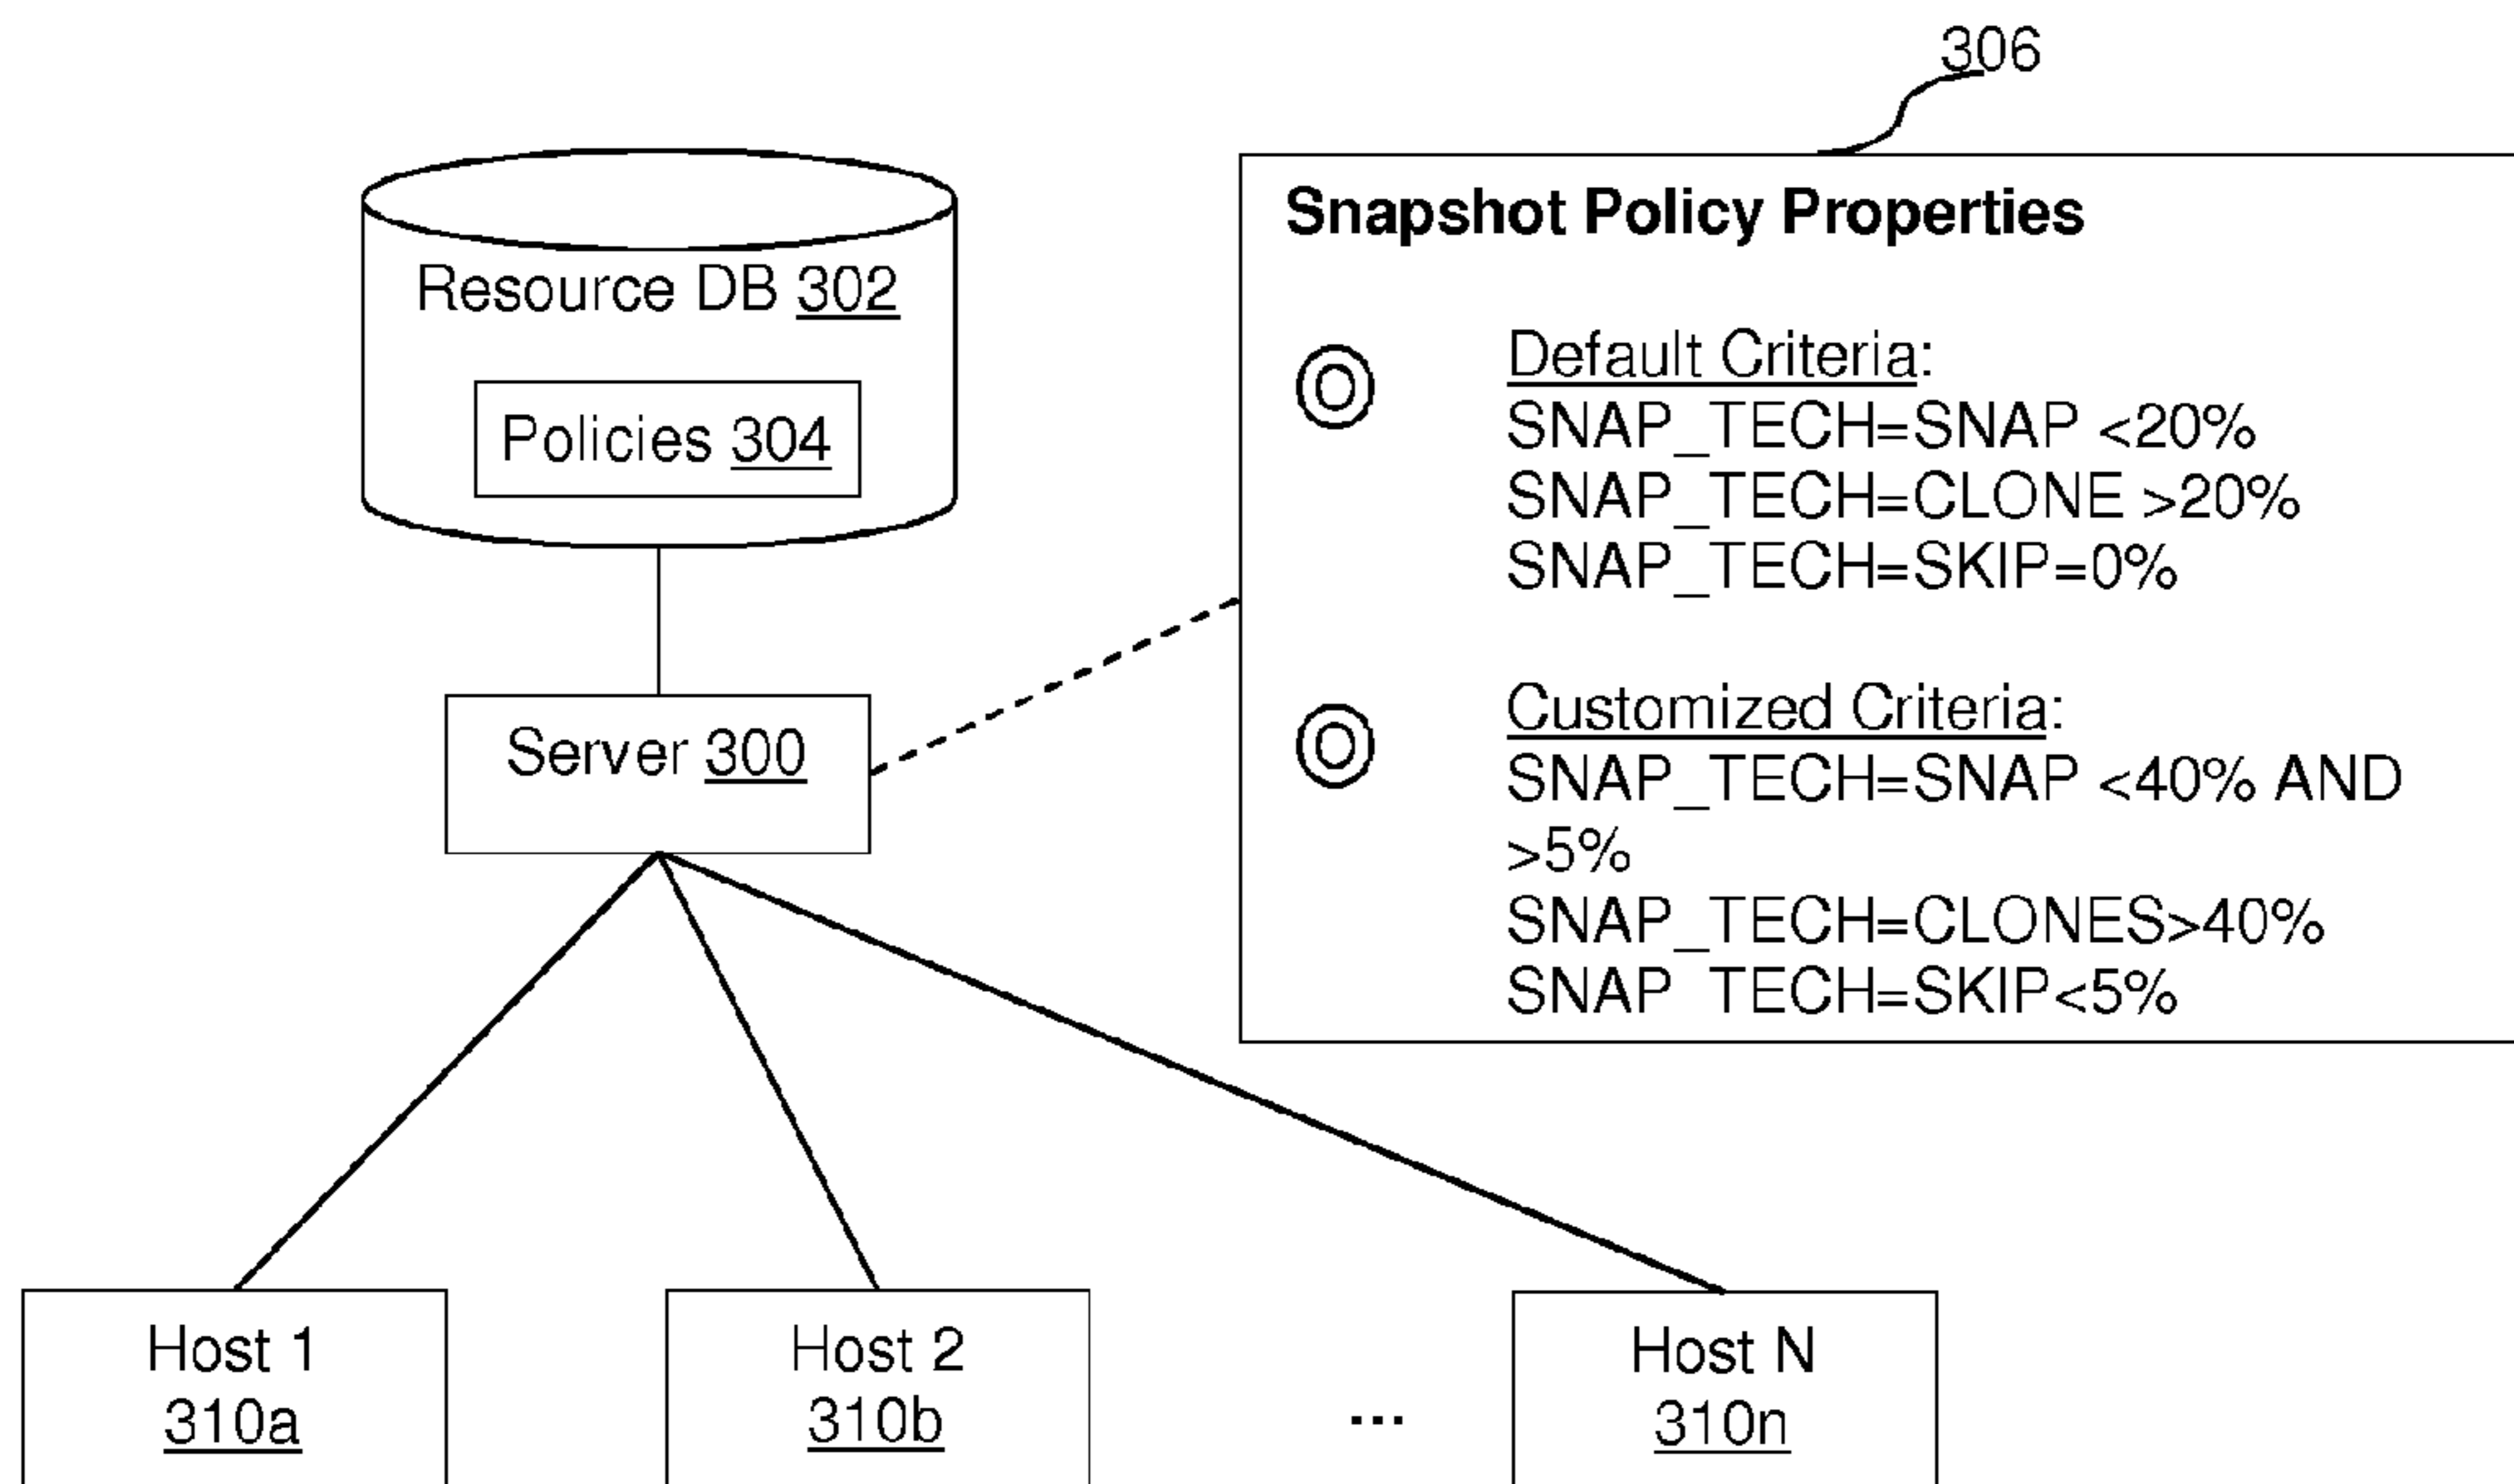 306
Resource DB 302
Policies 304
Server 300
Snapshot Policy Properties
Default Criteria:
SNAP_TECH=SNAP <20%
SNAP_TECH=CLONE >20%
SNAP_TECH=SKIP=0%
Customized Criteria:
SNAP_TECH=SNAP <40% AND
>5%
SNAP_TECH=CLONES>40%
SNAP_TECH=SKIP<5%
Host 1
310a
Host 2
310b
...
Host N
310n